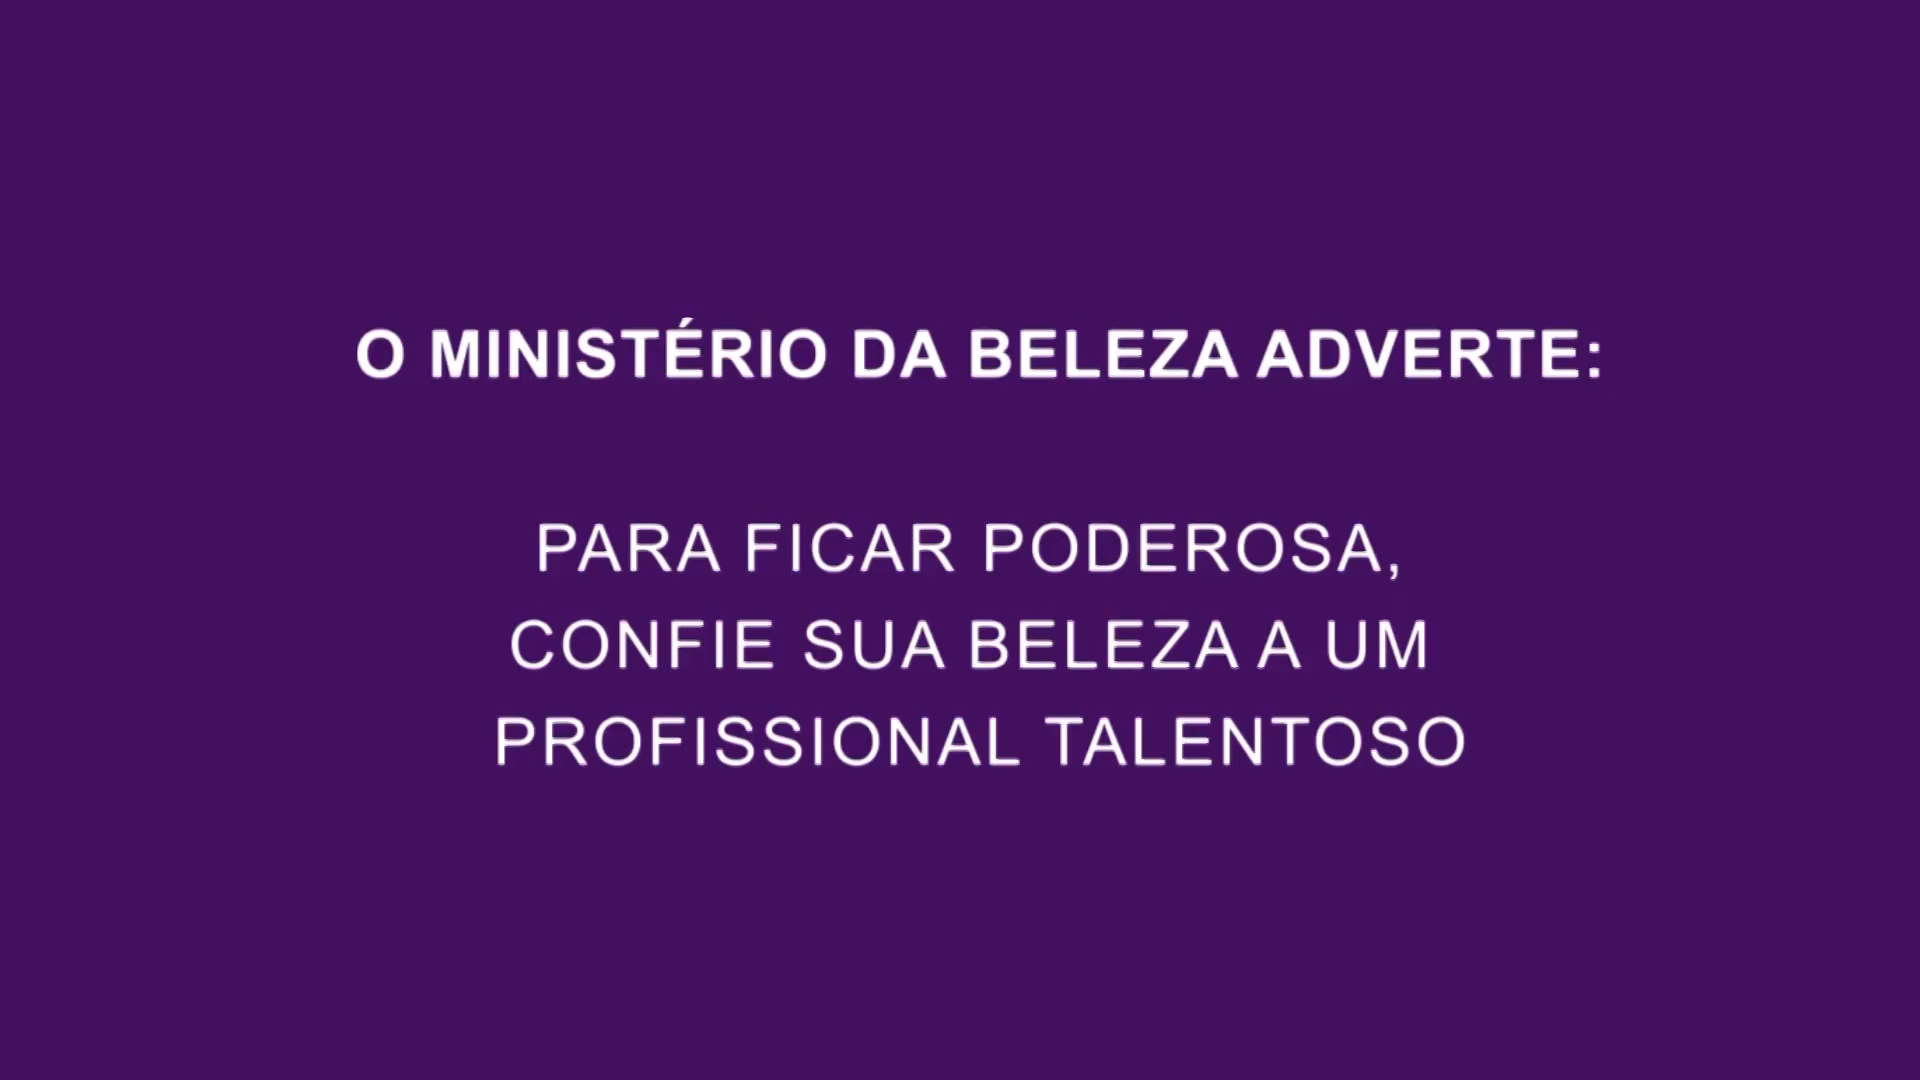 O MINISTÉRIO DA BELEZA ADVERTE:
PARA FICAR PODEROSA,
CONFIE SUA BELEZA A UM
PROFISSIONAL TALENTOSO